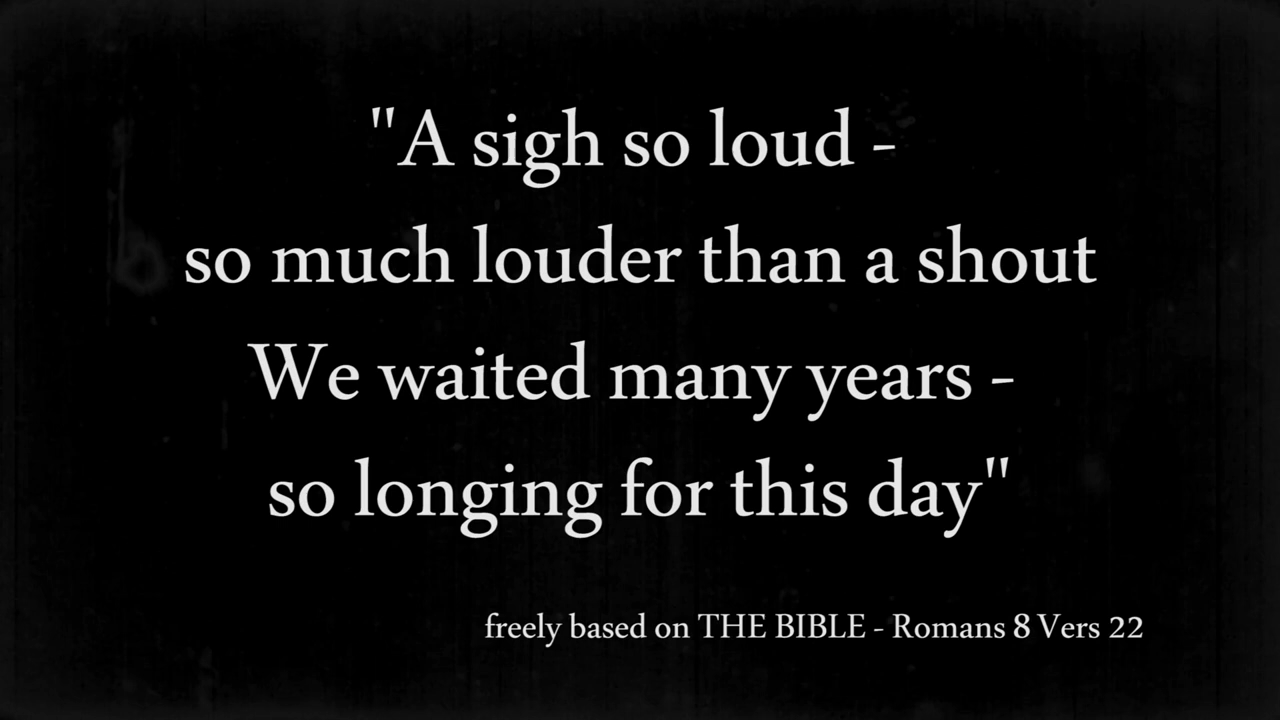 "A sigh so loud -
so much louder than a shout
We waited many years -
so longing for this day"
freely based on THE BIBLE - Romans 8 Vers 22